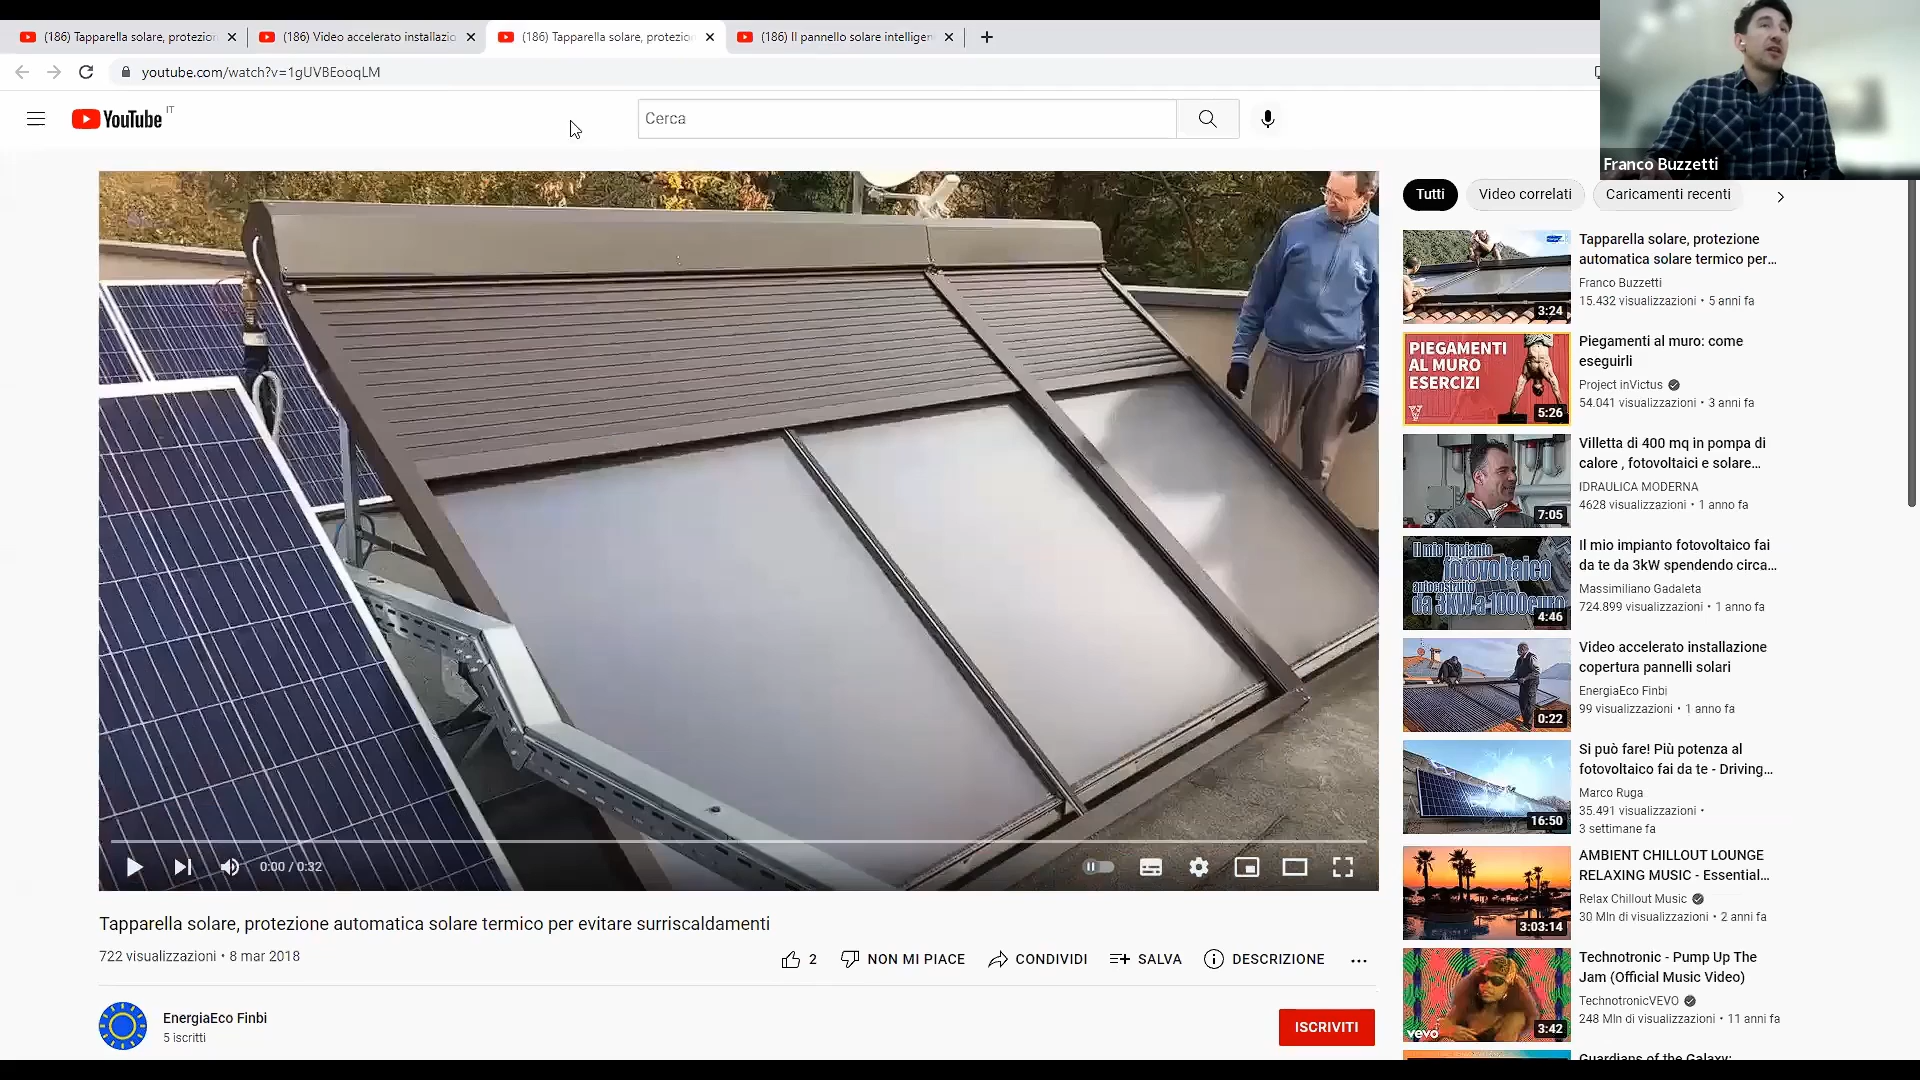 (186) Tapparella solare, protezion
(186) Video accelerato installazio
(186) Tapparella solare, protezion
(186) Il pannello solare intelligen
youtube.com/watch?v=1gUVBEooqLM
YouTube IT
Cerca
Franco Buzzetti
Tutti
Video correlati
Caricamenti recenti
Tapparella solare, protezione
automatica solare termico per...
Franco Buzzetti
15.432 visualizzazioni • 5 anni fa
3:24
PIEGAMENTI
AL MURO
ESERCIZI
5:26
Piegamenti al muro: come
eseguirli
Project inVictus
54.041 visualizzazioni • 3 anni fa
7:05
Villetta di 400 mq in pompa di
calore , fotovoltaici e solare...
IDRAULICA MODERNA
4628 visualizzazioni • 1 anno fa
Il mio impianto
fotovoltaico
autocostruito
da 3KW a 1000euro
4:46
Il mio impianto fotovoltaico fai
da te da 3kW spendendo circa...
Massimiliano Gadaleta
724.899 visualizzazioni • 1 anno fa
0:22
Video accelerato installazione
copertura pannelli solari
EnergiaEco Finbi
99 visualizzazioni • 1 anno fa
16:50
Si può fare! Più potenza al
fotovoltaico fai da te - Driving...
Marco Ruga
35.491 visualizzazioni •
3 settimane fa
3:03:14
AMBIENT CHILLOUT LOUNGE
RELAXING MUSIC - Essential...
Relax Chillout Music
30 Mln di visualizzazioni • 2 anni fa
vevo
3:42
Technotronic - Pump Up The
Jam (Official Music Video)
TechnotronicVEVO
248 Mln di visualizzazioni • 11 anni fa
Guardians of the Galaxy:
0:00 / 0:32
Tapparella solare, protezione automatica solare termico per evitare surriscaldamenti
722 visualizzazioni • 8 mar 2018
2
NON MI PIACE
CONDIVIDI
SALVA
DESCRIZIONE
EnergiaEco Finbi
5 iscritti
ISCRIVITI